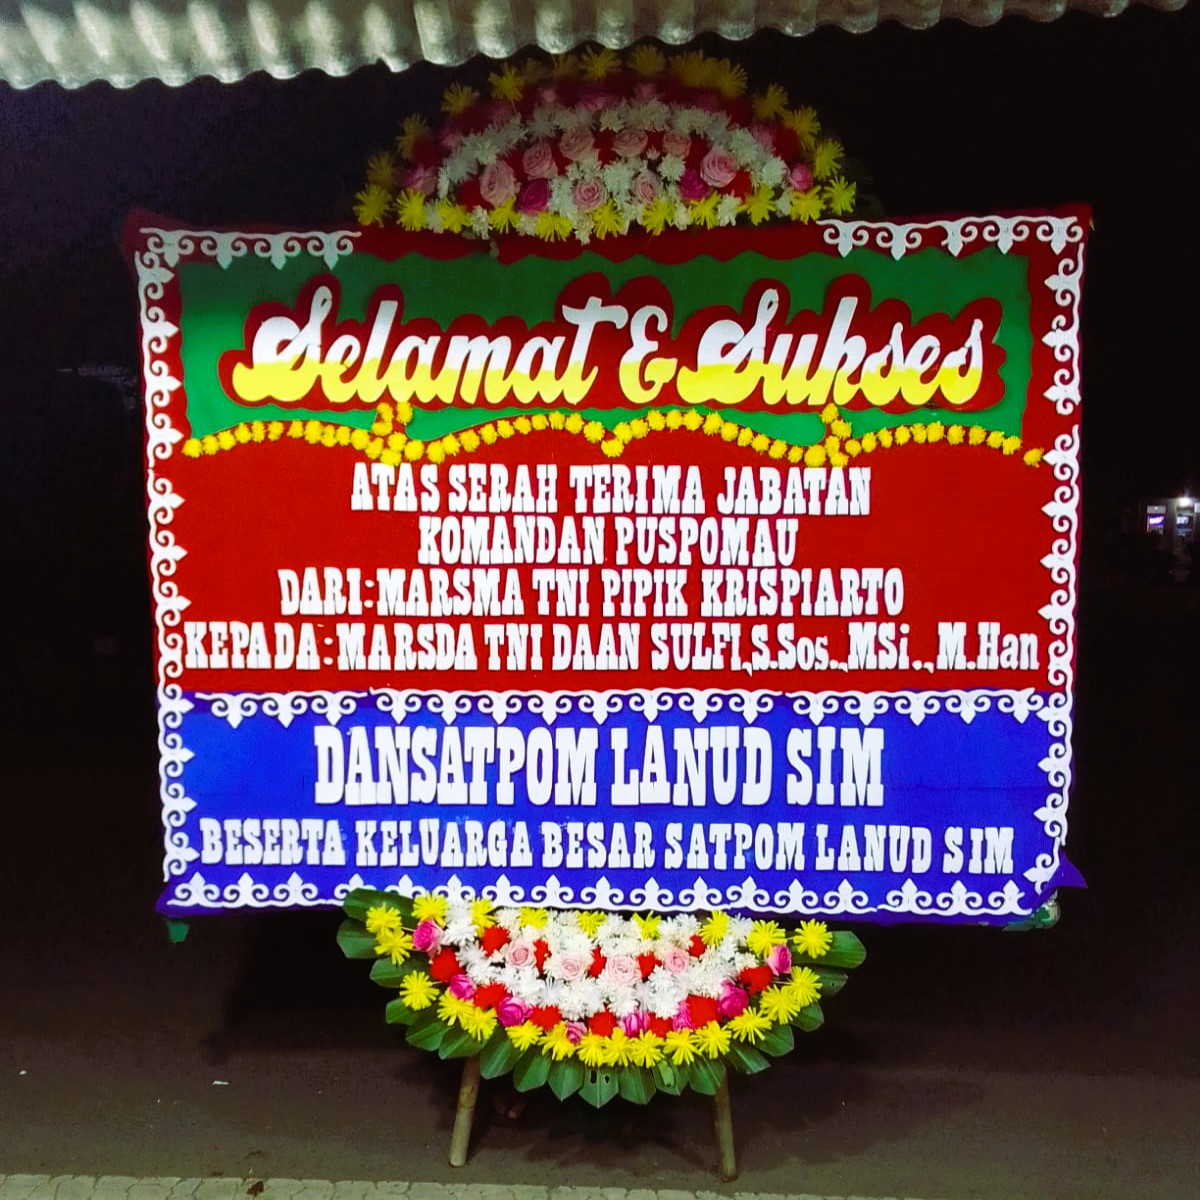 Selamat & Sukses
ATAS SERAH TERIMA JABATAN
KOMANDAN PUSPOMAU
DARI:MARSMA TNI PIPIK KRISPIARTO
KEPADA:MARSDA TNI DAAN SULFI,S.Sos.,MSi.,M.Han
DANSATPOM LANUD SIM
BESERTA KELUARGA BESAR SATPOM LANUD SIM